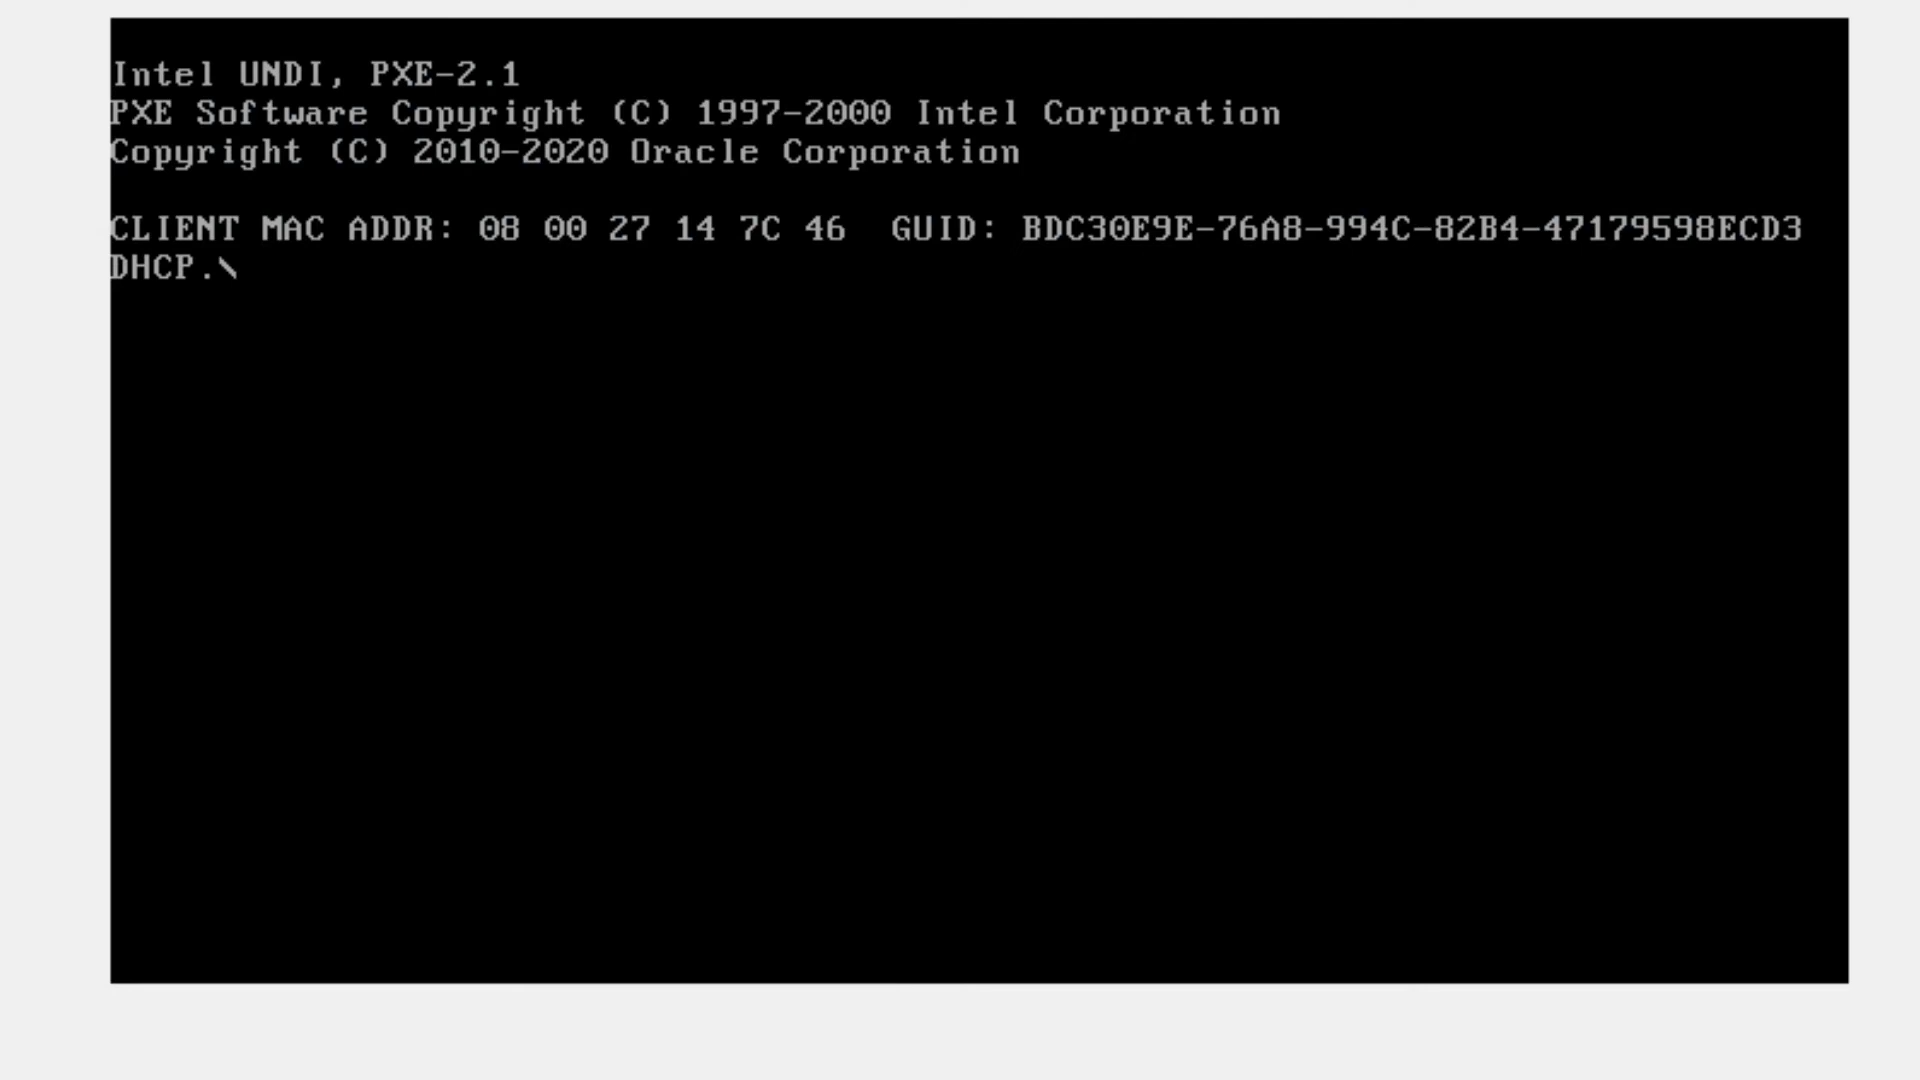 Intel UNDI, PXE-2.1
PXE Software Copyright (C) 1997-2000 Intel Corporation
Copyright (C) 2010-2020 Oracle Corporation
CLIENT MAC ADDR: 08 00 27 14 7C 46  GUID: BDC30E9E-76A8-994C-82B4-47179598ECD3
DHCP.\